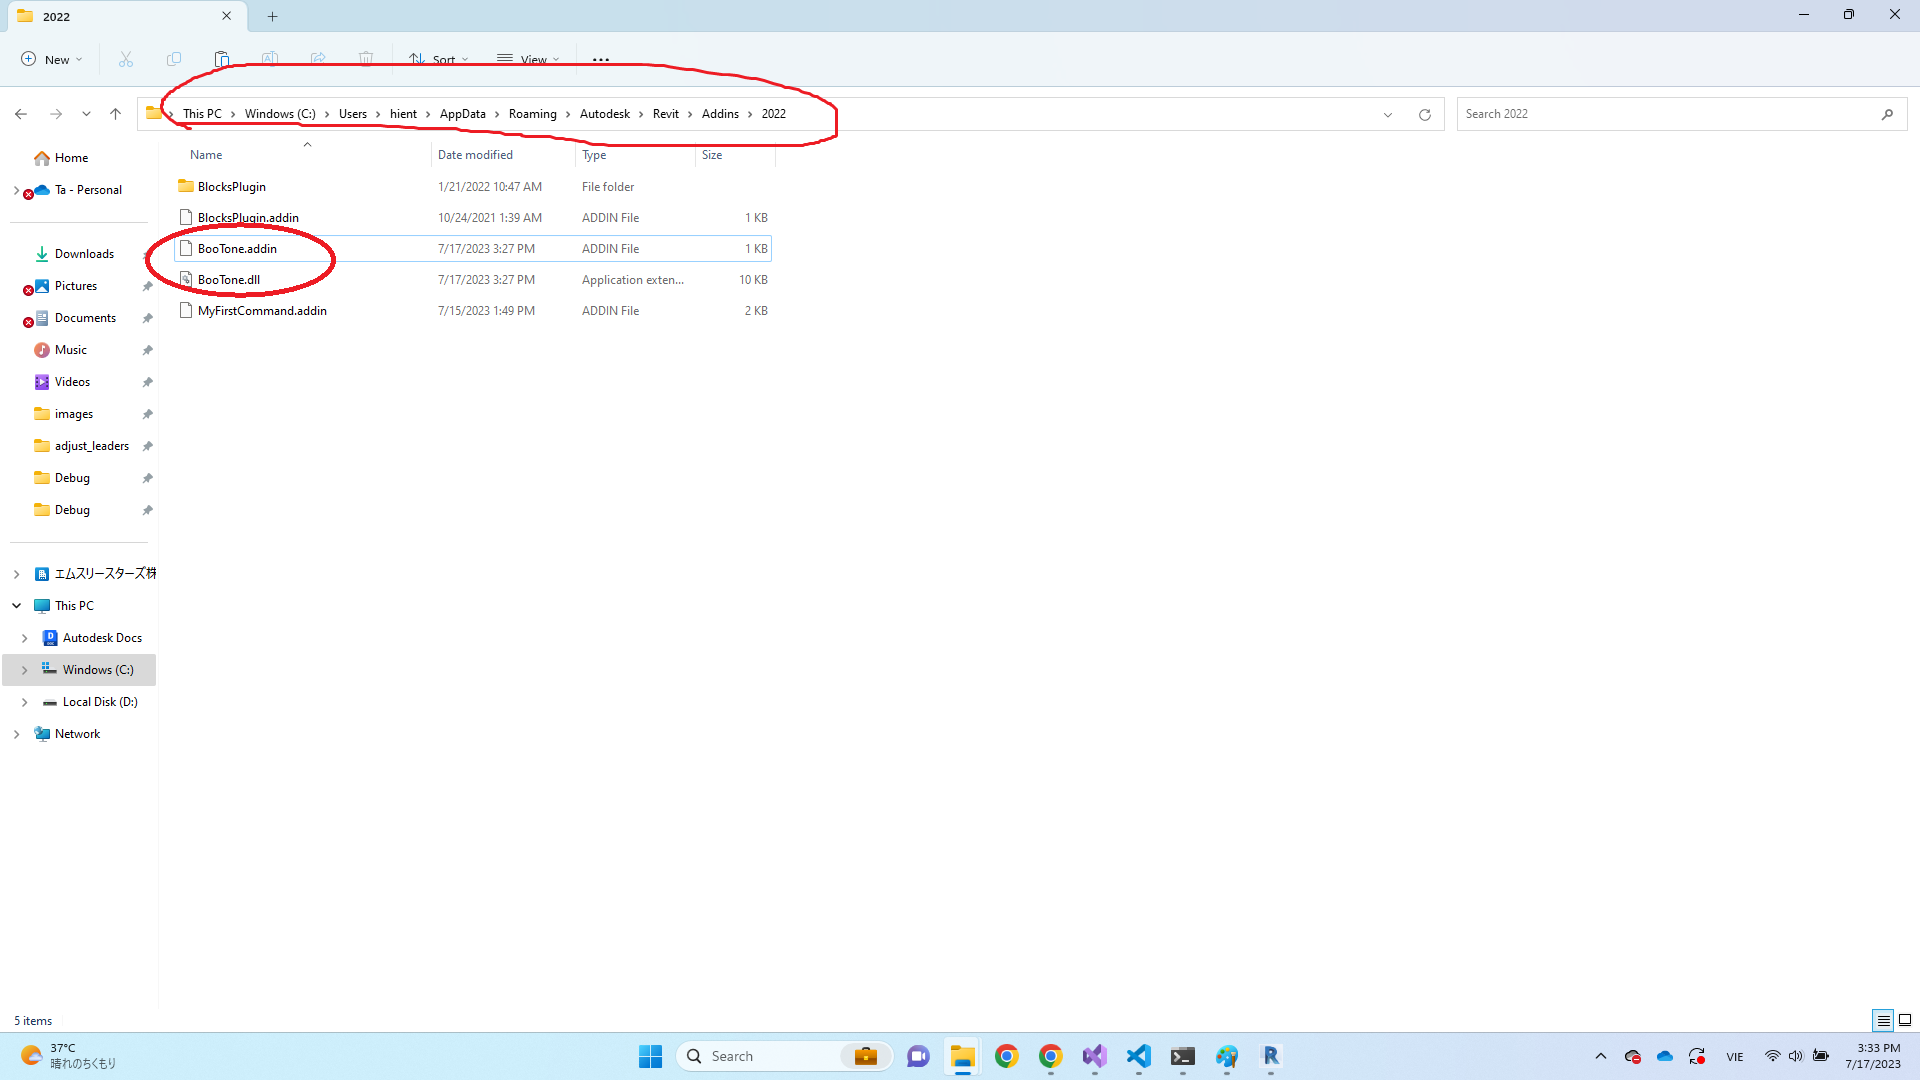 2022
New
Sort
View
This PC > Windows (C:) > Users > hient > AppData > Roaming > Autodesk > Revit > Addins > 2022
Search 2022
Name Date modified Type Size
Home
Ta - Personal
Downloads
Pictures
Documents
Music
Videos
images
adjust_leaders
Debug
Debug
エムスリースターズ株
This PC
Autodesk Docs
Windows (C:)
Local Disk (D:)
Network
BlocksPlugin 1/21/2022 10:47 AM File folder
BlocksPlugin.addin 10/24/2021 1:39 AM ADDIN File 1 KB
BooTone.addin 7/17/2023 3:27 PM ADDIN File 1 KB
BooTone.dll 7/17/2023 3:27 PM Application exten... 10 KB
MyFirstCommand.addin 7/15/2023 1:49 PM ADDIN File 2 KB
5 items
37°C
晴れのちくもり
Search
VIE
3:33 PM
7/17/2023